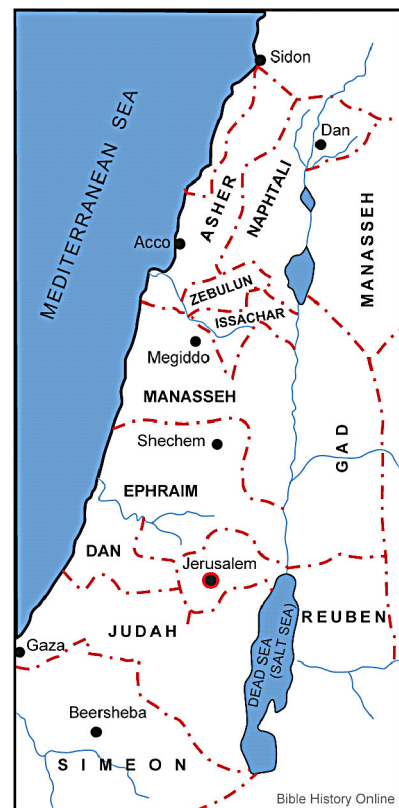 Sidon
MEDITERRANEAN SEA
Dan
ASHER
NAPHTALI
MANASSEH
Acco
ZEBULUN
ISSACHAR
Megiddo
MANASSEH
Shechem
GAD
EPHRAIM
DAN
Jerusalem
REUBEN
JUDAH
Gaza
DEAD SEA
(SALT SEA)
Beersheba
SIMEON
Bible History Online